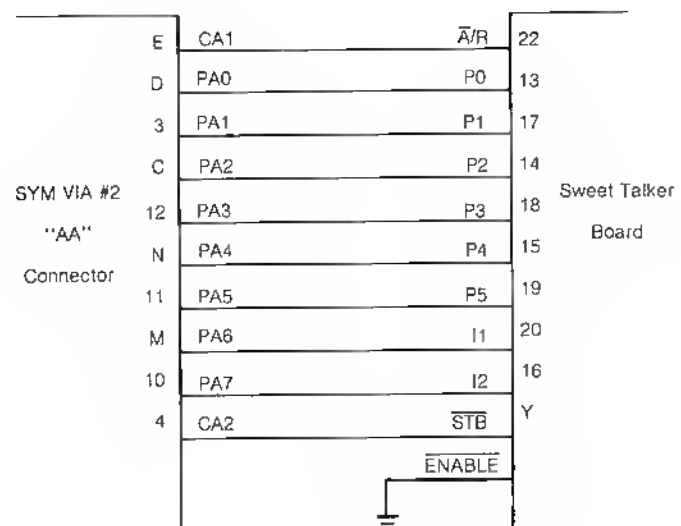 E CA1 A̅/R 22
D PA0 P0 13
3 PA1 P1 17
C PA2 P2 14
SYM VIA #2
12 PA3 P3 18
Sweet Talker
"AA"
Board
N PA4 P4 15
Connector
11 PA5 P5 19
M PA6 I1 20
10 PA7 I2 16
4 CA2 S̅T̅B̅ Y
E̅N̅A̅B̅L̅E̅